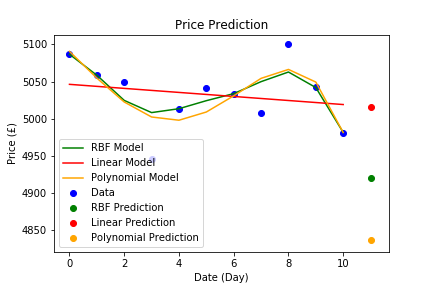 Price Prediction
5100
5050
5000
4950
4900
4850
Price (£)
RBF Model
Linear Model
Polynomial Model
Data
RBF Prediction
Linear Prediction
Polynomial Prediction
0 2 4 6 8 10
Date (Day)